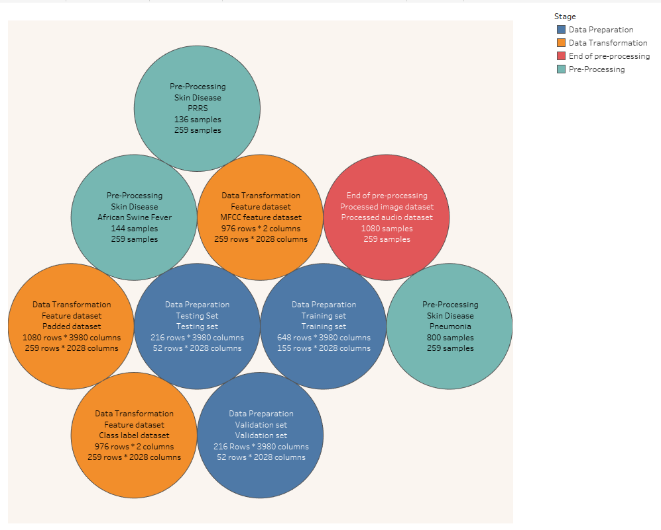 Stage
Data Preparation
Data Transformation
End of pre-processing
Pre-Processing
Pre-Processing
Skin Disease
PRRS
136 samples
259 samples
Pre-Processing
Skin Disease
African Swine Fever
144 samples
259 samples
Data Transformation
Feature dataset
MFCC feature dataset
976 rows * 2 columns
259 rows * 2028 columns
End of pre-processing
Processed image dataset
Processed audio dataset
1080 samples
259 samples
Data Transformation
Feature dataset
Padded dataset
1080 rows * 3980 columns
259 rows * 2028 columns
Data Preparation
Testing Set
Testing set
216 rows * 3980 columns
52 rows * 2028 columns
Data Preparation
Training set
Training set
648 rows * 3980 columns
155 rows * 2028 columns
Pre-Processing
Skin Disease
Pneumonia
800 samples
259 samples
Data Transformation
Feature dataset
Class label dataset
976 rows * 2 columns
259 rows * 2028 columns
Data Preparation
Validation set
Validation set
216 Rows * 3980 columns
52 rows * 2028 columns